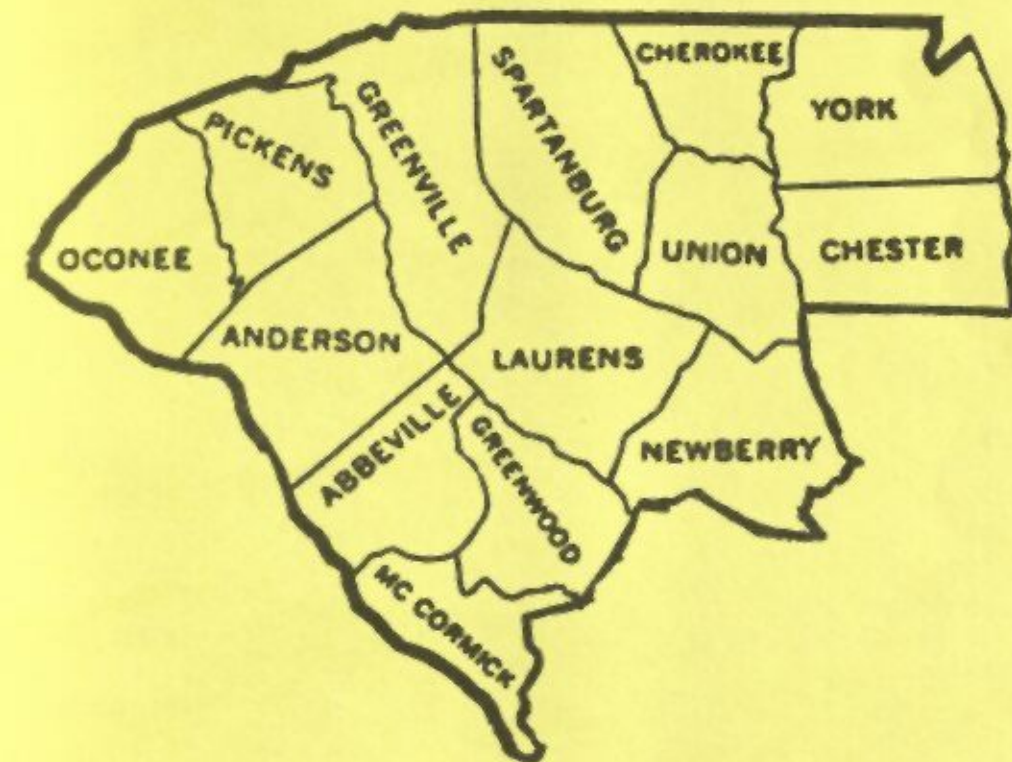 CHEROKEE
SPARTANBURG
YORK
GREENVILLE
PICKENS
OCONEE
UNION
CHESTER
ANDERSON
LAURENS
ABBEVILLE
GREENWOOD
NEWBERRY
MC CORMICK